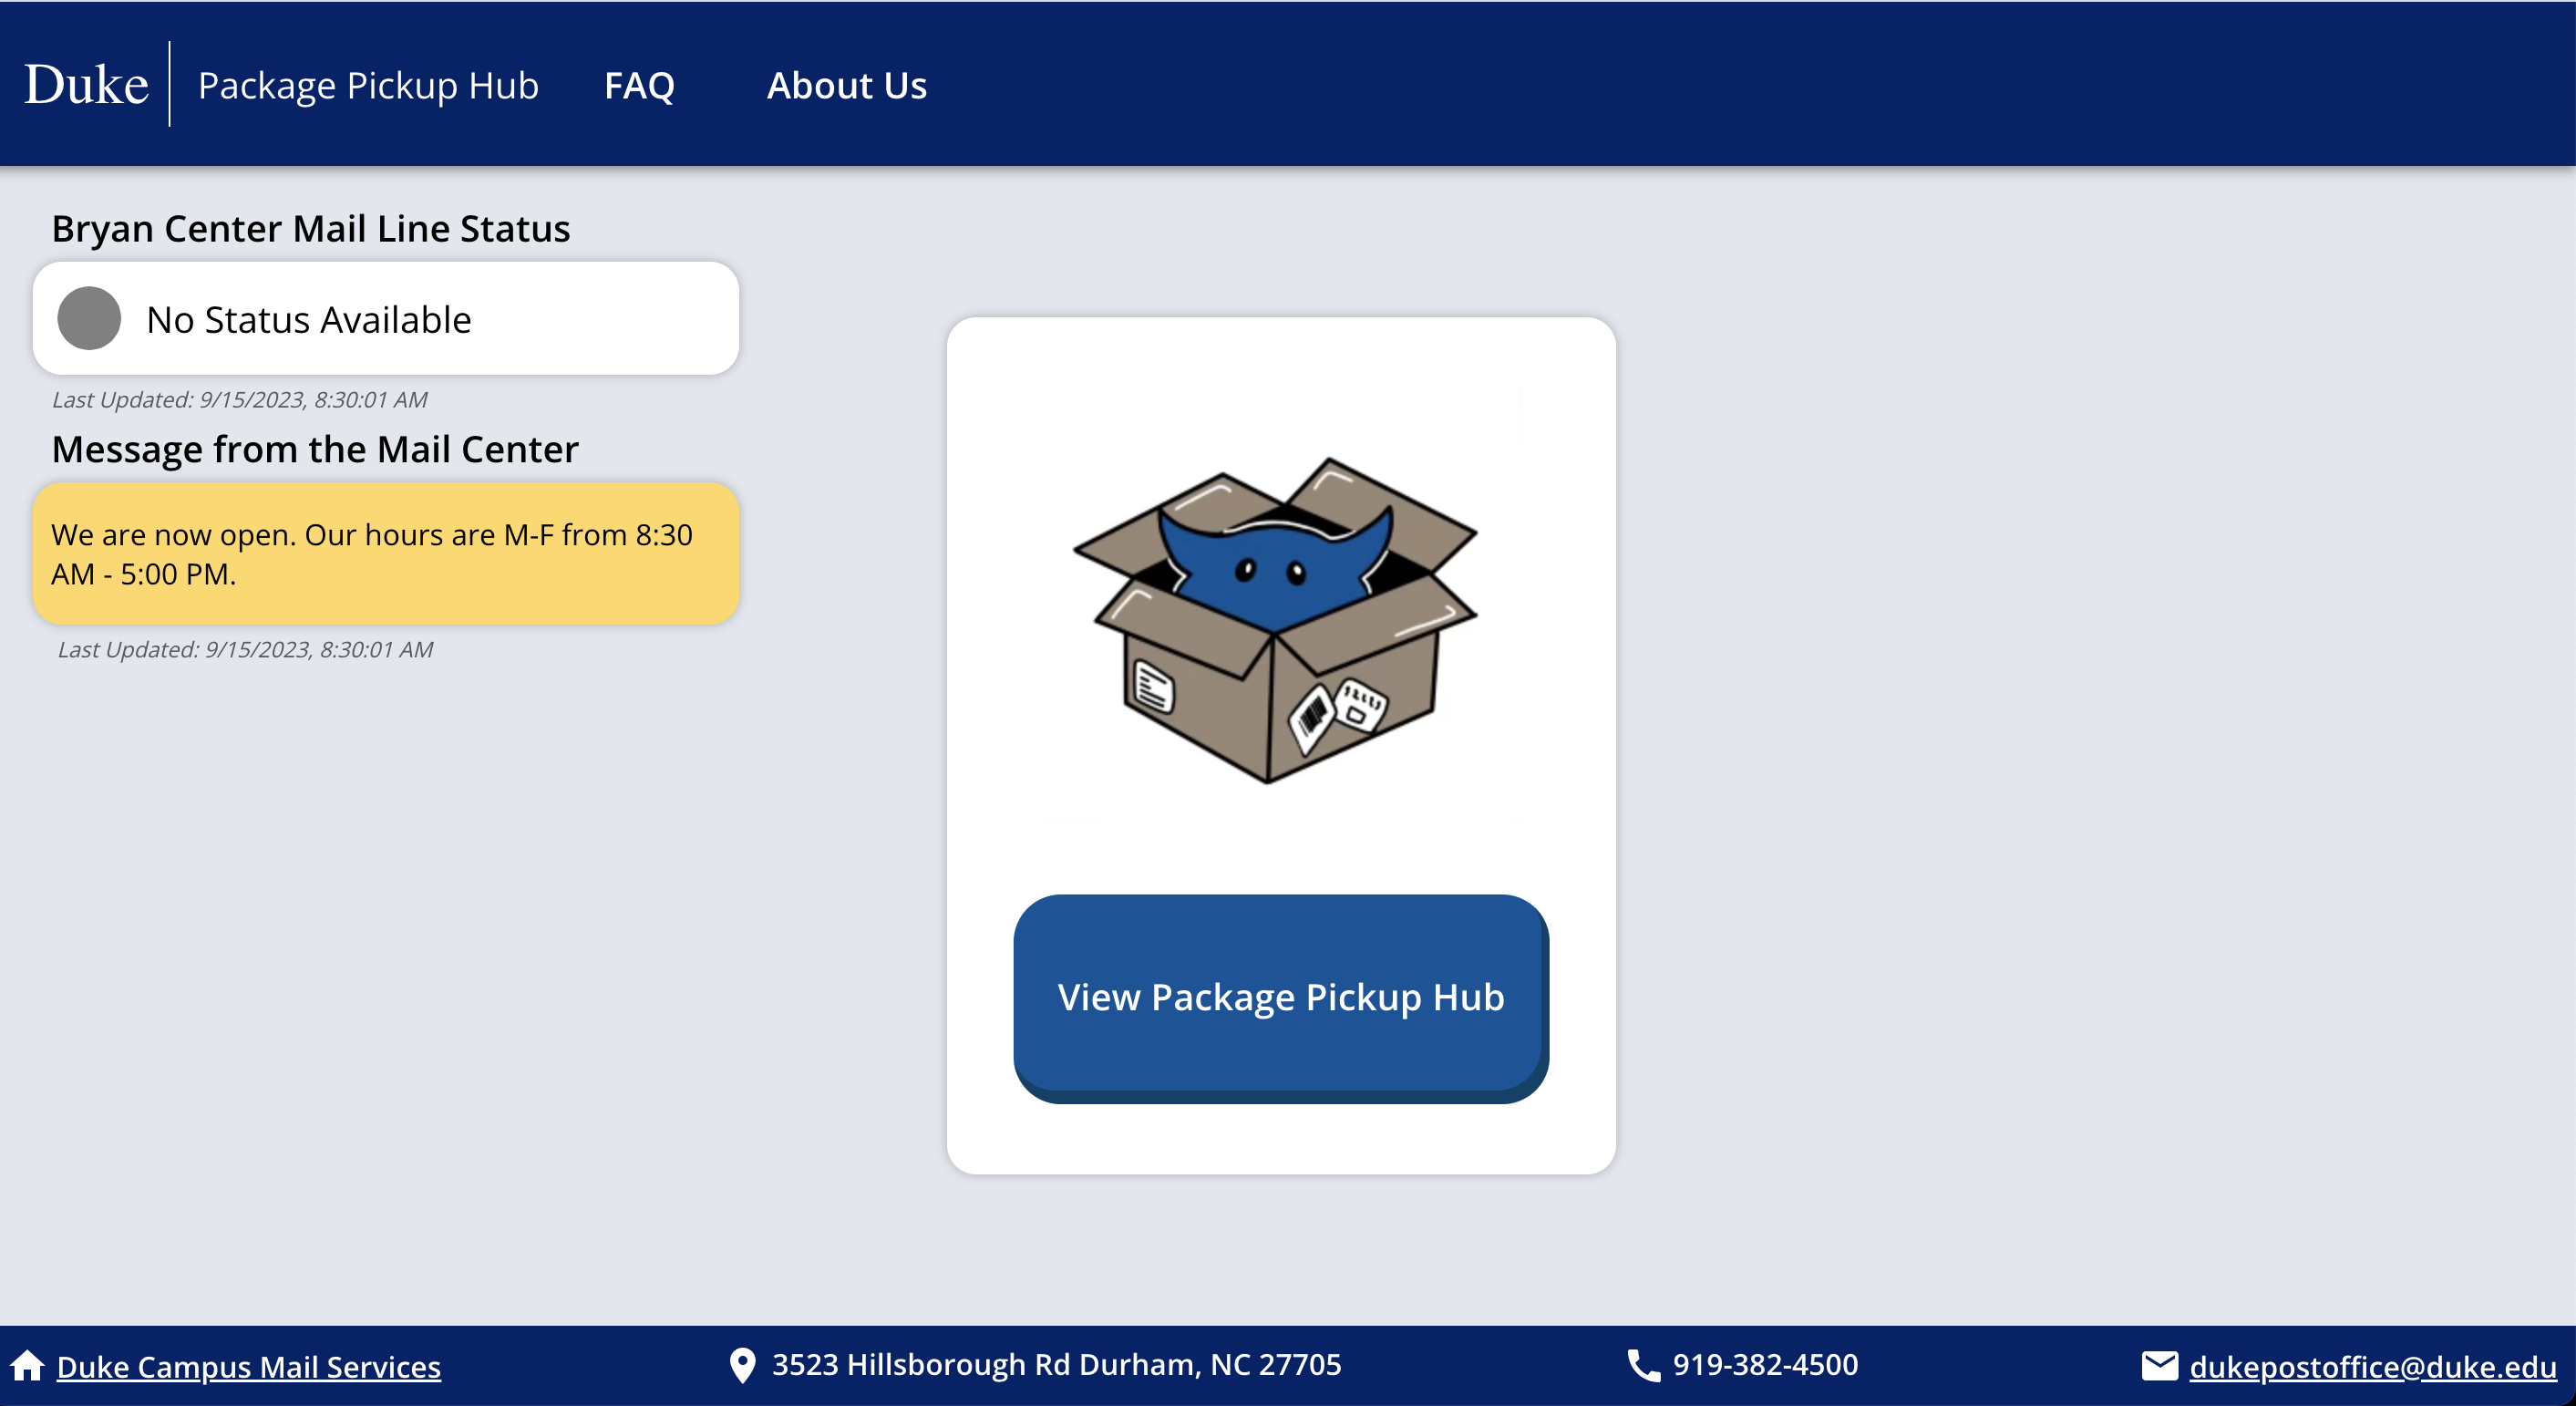 Duke
Package Pickup Hub
FAQ
About Us
Bryan Center Mail Line Status
No Status Available
Last Updated: 9/15/2023, 8:30:01 AM
Message from the Mail Center
We are now open. Our hours are M-F from 8:30
AM - 5:00 PM.
Last Updated: 9/15/2023, 8:30:01 AM
View Package Pickup Hub
Duke Campus Mail Services
3523 Hillsborough Rd Durham, NC 27705
919-382-4500
dukepostoffice@duke.edu